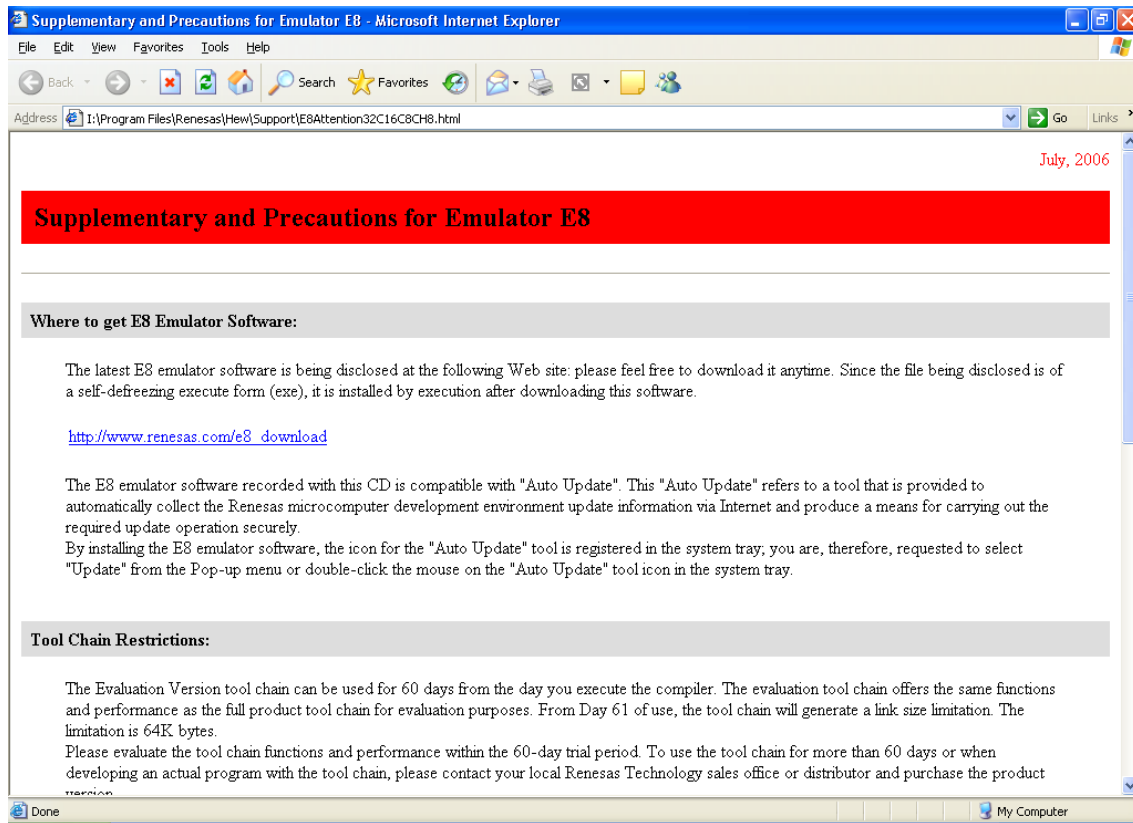 Supplementary and Precautions for Emulator E8 - Microsoft Internet Explorer
File Edit View Favorites Tools Help
Back Search Favorites
Address I:\Program Files\Renesas\Hew\Support\E8Attention32C16C8CH8.html Go Links
July, 2006
Supplementary and Precautions for Emulator E8
Where to get E8 Emulator Software:
The latest E8 emulator software is being disclosed at the following Web site: please feel free to download it anytime. Since the file being disclosed is of
a self-defreezing execute form (exe), it is installed by execution after downloading this software.
http://www.renesas.com/e8_download
The E8 emulator software recorded with this CD is compatible with "Auto Update". This "Auto Update" refers to a tool that is provided to
automatically collect the Renesas microcomputer development environment update information via Internet and produce a means for carrying out the
required update operation securely.
By installing the E8 emulator software, the icon for the "Auto Update" tool is registered in the system tray; you are, therefore, requested to select
"Update" from the Pop-up menu or double-click the mouse on the "Auto Update" tool icon in the system tray.
Tool Chain Restrictions:
The Evaluation Version tool chain can be used for 60 days from the day you execute the compiler. The evaluation tool chain offers the same functions
and performance as the full product tool chain for evaluation purposes. From Day 61 of use, the tool chain will generate a link size limitation. The
limitation is 64K bytes.
Please evaluate the tool chain functions and performance within the 60-day trial period. To use the tool chain for more than 60 days or when
developing an actual program with the tool chain, please contact your local Renesas Technology sales office or distributor and purchase the product
version.
Done My Computer